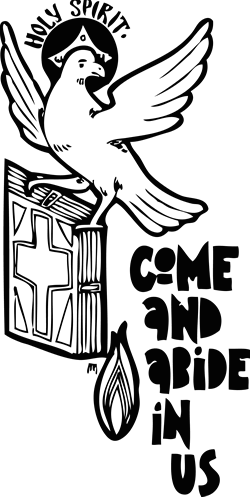 HOLY SPIRIT.
COME
AND
ABIDE
IN
US